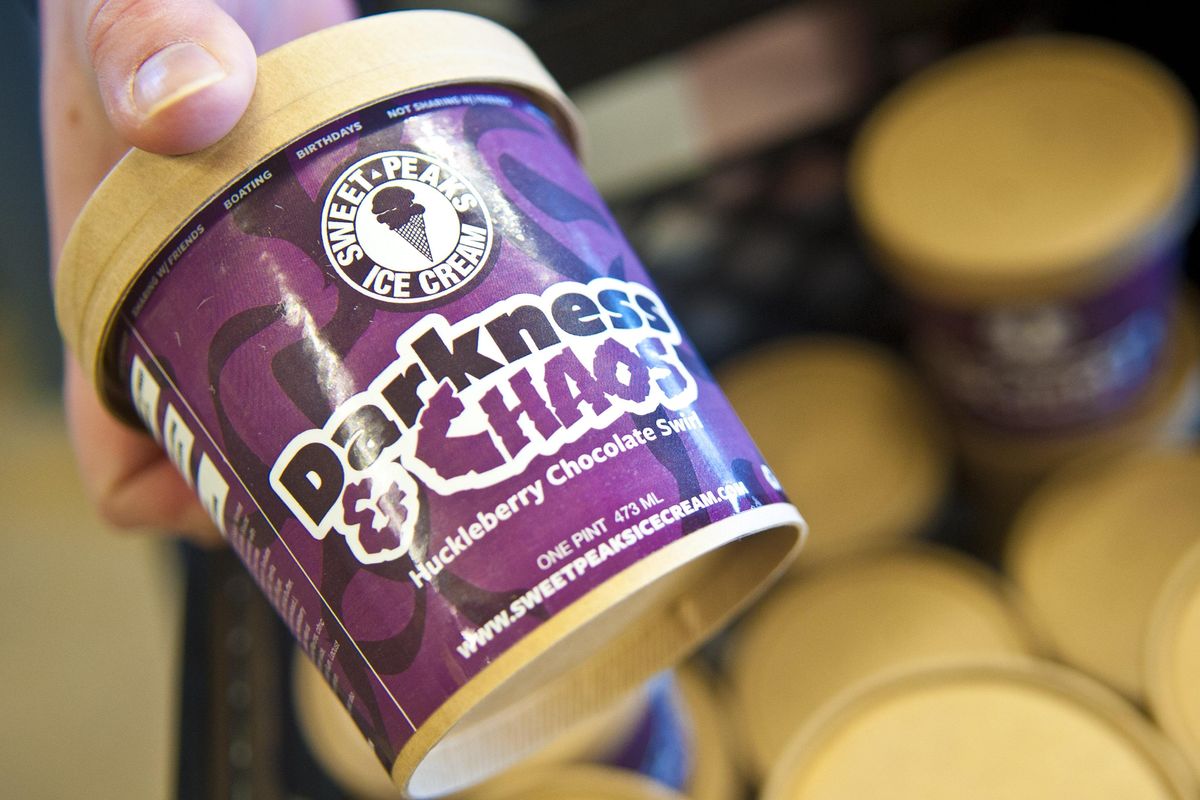 SHARING W/ FRIENDS BOATING BIRTHDAYS NOT SHARING W/
SWEET PEAKS
ICE CREAM
Darkness
& CHAOS
Huckleberry Chocolate Swirl
ONE PINT 473 ML
WWW.SWEETPEAKSICECREAM.COM